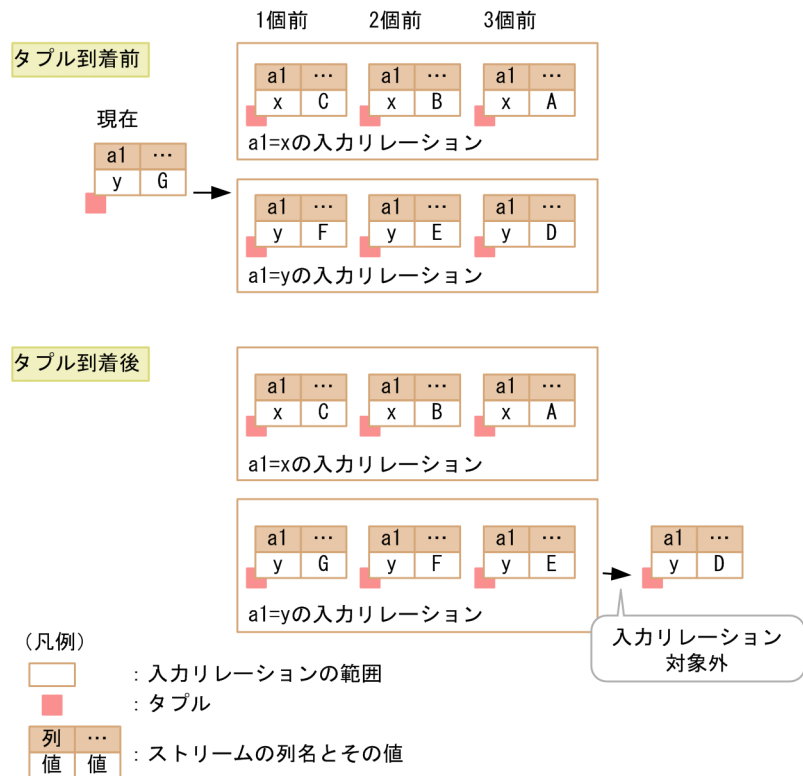 1個前 2個前 3個前
タプル到着前
a1 … a1 … a1 …
x C x B x A
a1=xの入力リレーション
現在
a1 …
y G
a1 … a1 … a1 …
y F y E y D
a1=yの入力リレーション
タプル到着後
a1 … a1 … a1 …
x C x B x A
a1=xの入力リレーション
a1 … a1 … a1 … a1 …
y G y F y E y D
a1=yの入力リレーション
入力リレーション
対象外
(凡例)
:入力リレーションの範囲
:タプル
列 …
値 値
:ストリームの列名とその値